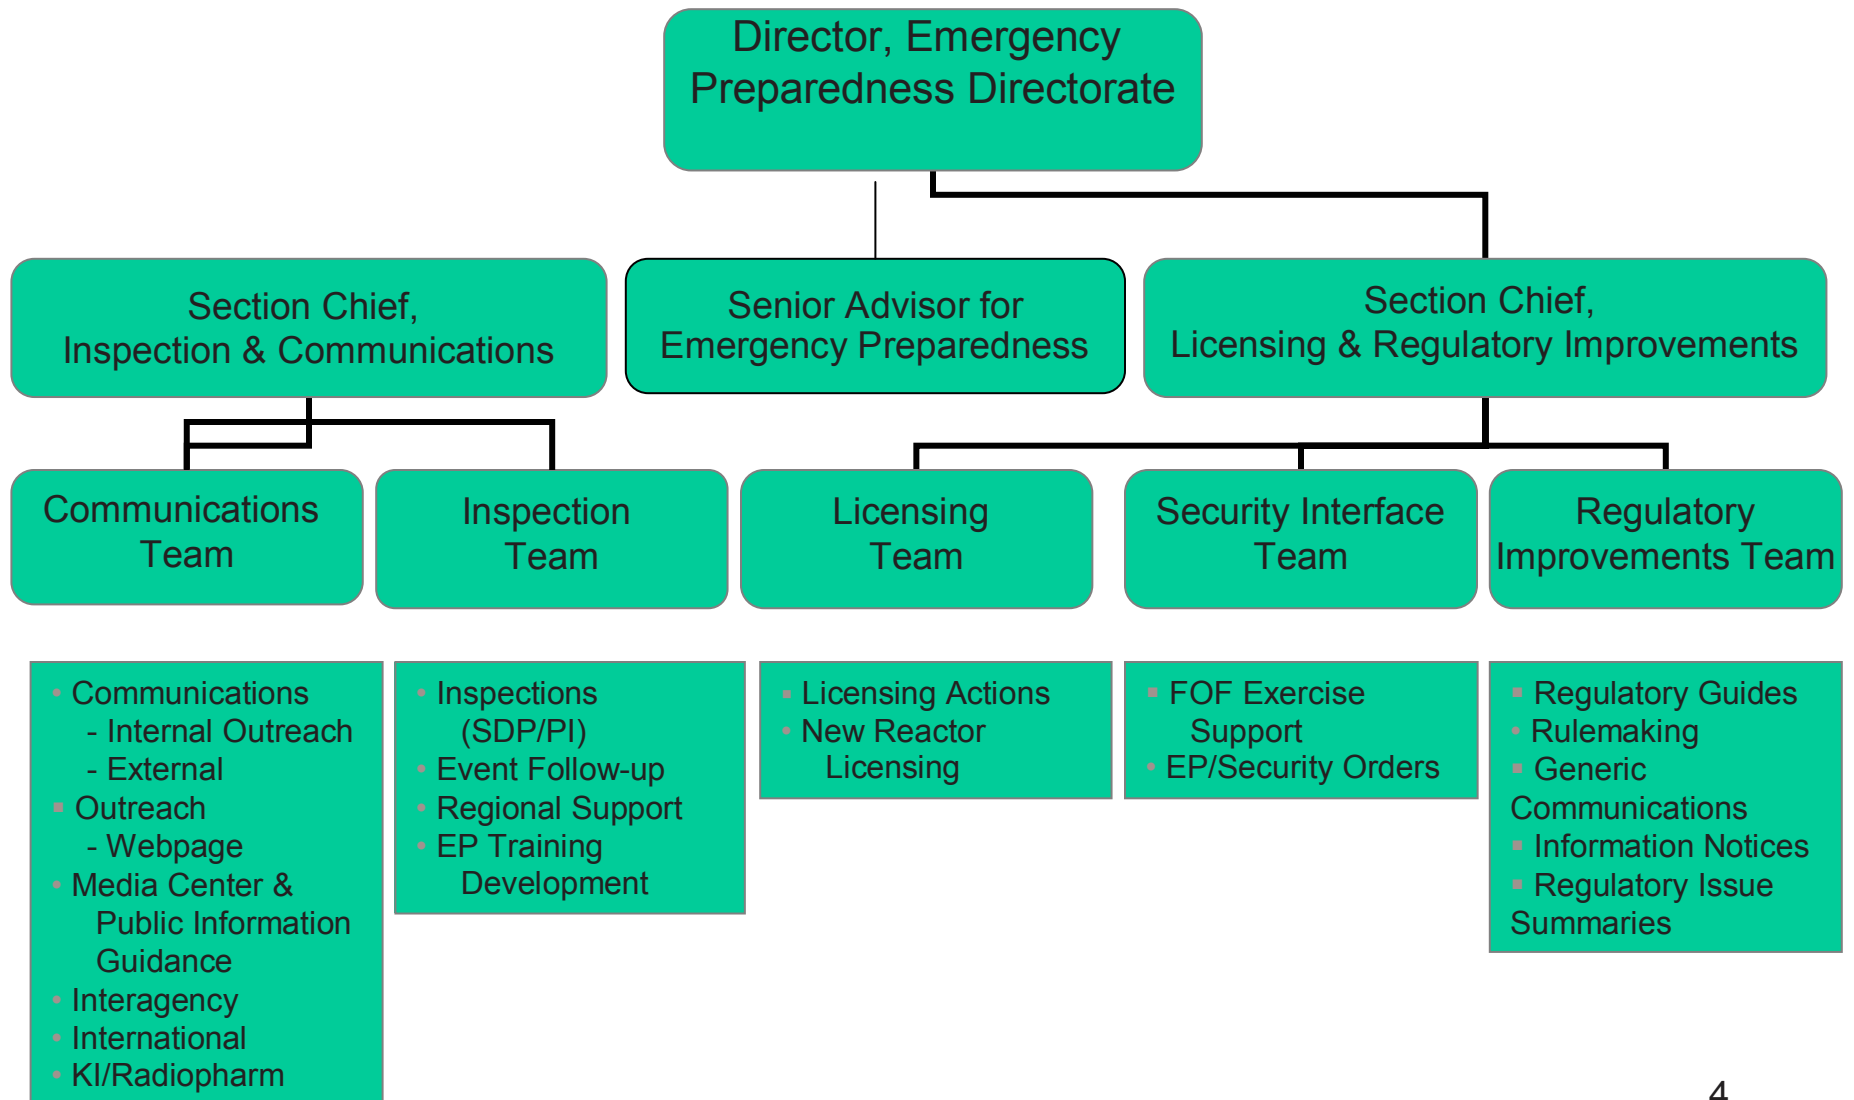 Director, Emergency
Preparedness Directorate
Section Chief,
Inspection & Communications
Senior Advisor for
Emergency Preparedness
Section Chief,
Licensing & Regulatory Improvements
Communications
Team
Inspection
Team
Licensing
Team
Security Interface
Team
Regulatory
Improvements Team
• Communications
- Internal Outreach
- External
▪ Outreach
- Webpage
• Media Center &
Public Information
Guidance
• Interagency
• International
• KI/Radiopharm
• Inspections
(SDP/PI)
• Event Follow-up
• Regional Support
• EP Training
Development
▪ Licensing Actions
• New Reactor
Licensing
▪ FOF Exercise
Support
• EP/Security Orders
▪ Regulatory Guides
• Rulemaking
▪ Generic
Communications
▪ Information Notices
▪ Regulatory Issue
Summaries
4